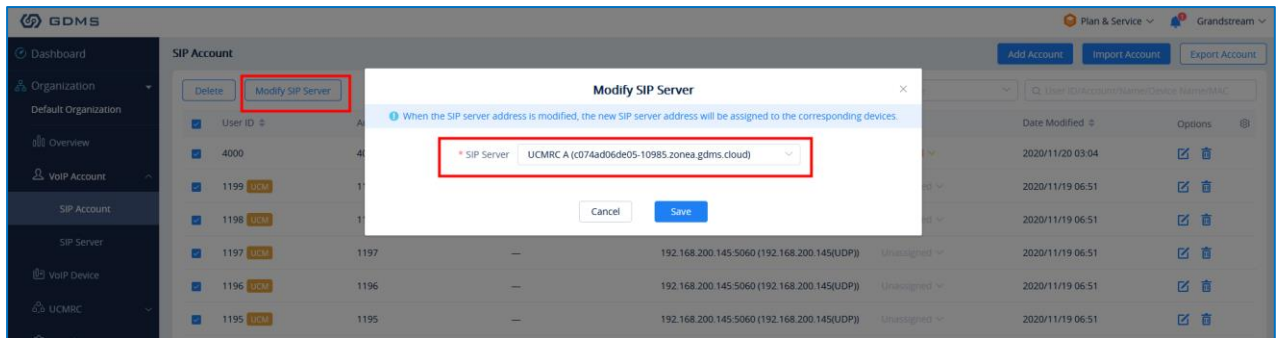 GDMS
Plan & Service
Grandstream
Dashboard
SIP Account
Add Account
Import Account
Export Account
Organization
Default Organization
Delete
Modify SIP Server
Modify SIP Server
When the SIP server address is modified, the new SIP server address will be assigned to the corresponding devices.
User ID
Date Modified
Options
Overview
* SIP Server UCMRC A (c074ad06de05-10985.zonea.gdms.cloud)
4000
2020/11/20 03:04
VoIP Account
1199 UCM
2020/11/19 06:51
SIP Account
Cancel
Save
1198 UCM
2020/11/19 06:51
SIP Server
1197 UCM 1197 — 192.168.200.145:5060 (192.168.200.145(UDP)) Unassigned 2020/11/19 06:51
VoIP Device
1196 UCM 1196 — 192.168.200.145:5060 (192.168.200.145(UDP)) Unassigned 2020/11/19 06:51
UCMRC
1195 UCM 1195 — 192.168.200.145:5060 (192.168.200.145(UDP)) Unassigned 2020/11/19 06:51